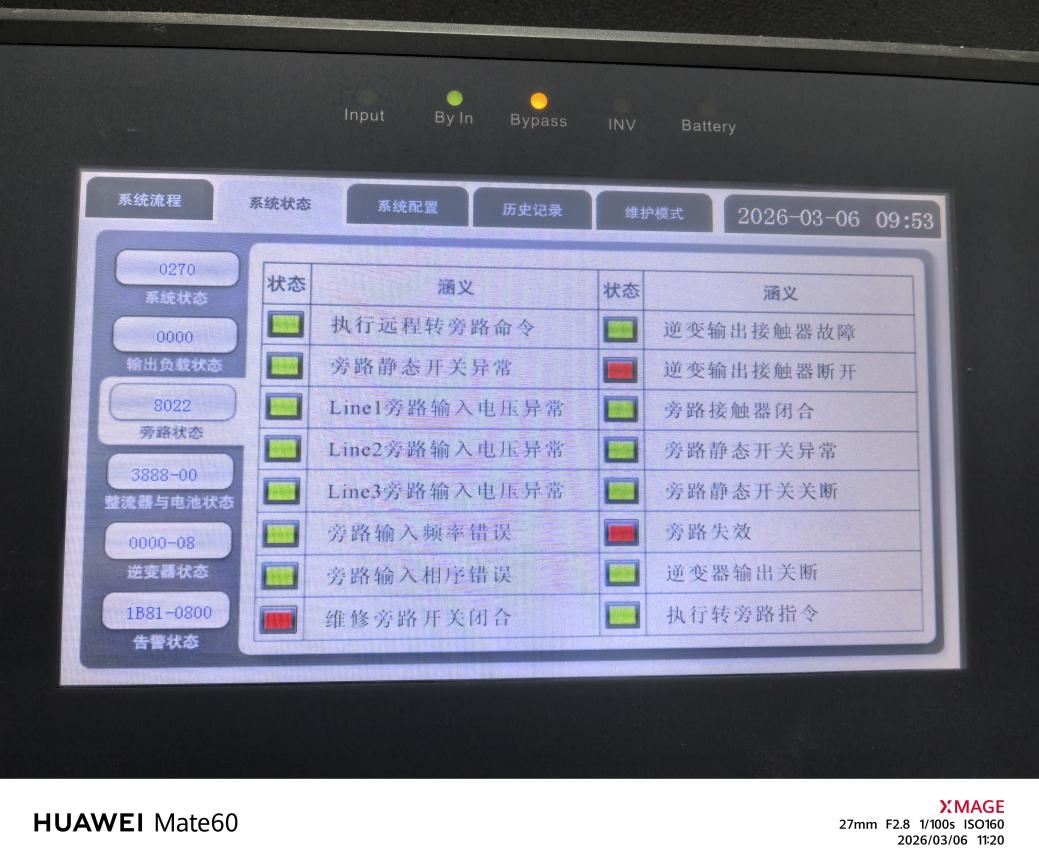 Input By In Bypass INV Battery
系统流程 系统状态 系统配置 历史记录 维护模式 2026-03-06 09:53
0270
系统状态
0000
输出负载状态
8022
旁路状态
3888-00
整流器与电池状态
0000-08
逆变器状态
1B81-0800
告警状态
状态 涵义 状态 涵义
执行远程转旁路命令 逆变输出接触器故障
旁路静态开关异常 逆变输出接触器断开
Line1旁路输入电压异常 旁路接触器闭合
Line2旁路输入电压异常 旁路静态开关异常
Line3旁路输入电压异常 旁路静态开关关断
旁路输入频率错误 旁路失效
旁路输入相序错误 逆变器输出关断
维修旁路开关闭合 执行转旁路指令
HUAWEI Mate60
XMAGE
27mm F2.8 1/100s ISO160
2026/03/06 11:20